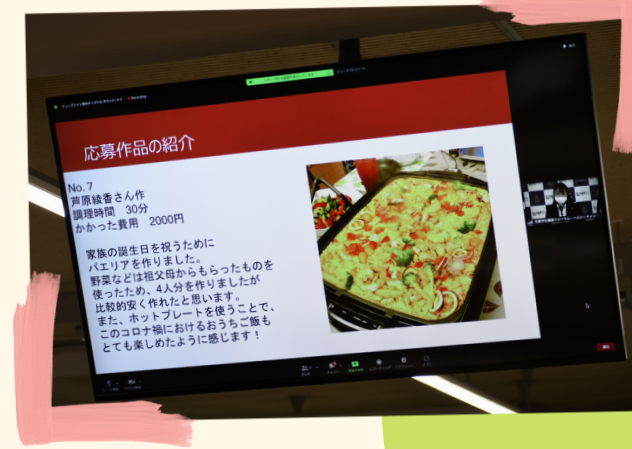 応募作品の紹介
No. 7
芦原綾香さん作
調理時間 30分
かかった費用 2000円
家族の誕生日を祝うために
パエリアを作りました。
野菜などは祖父母からもらったものを
使ったため、4人分を作りましたが
比較的安く作れたと思います。
また、ホットプレートを使うことで、
このコロナ禍におけるおうちご飯も
とても楽しめたように感じます!